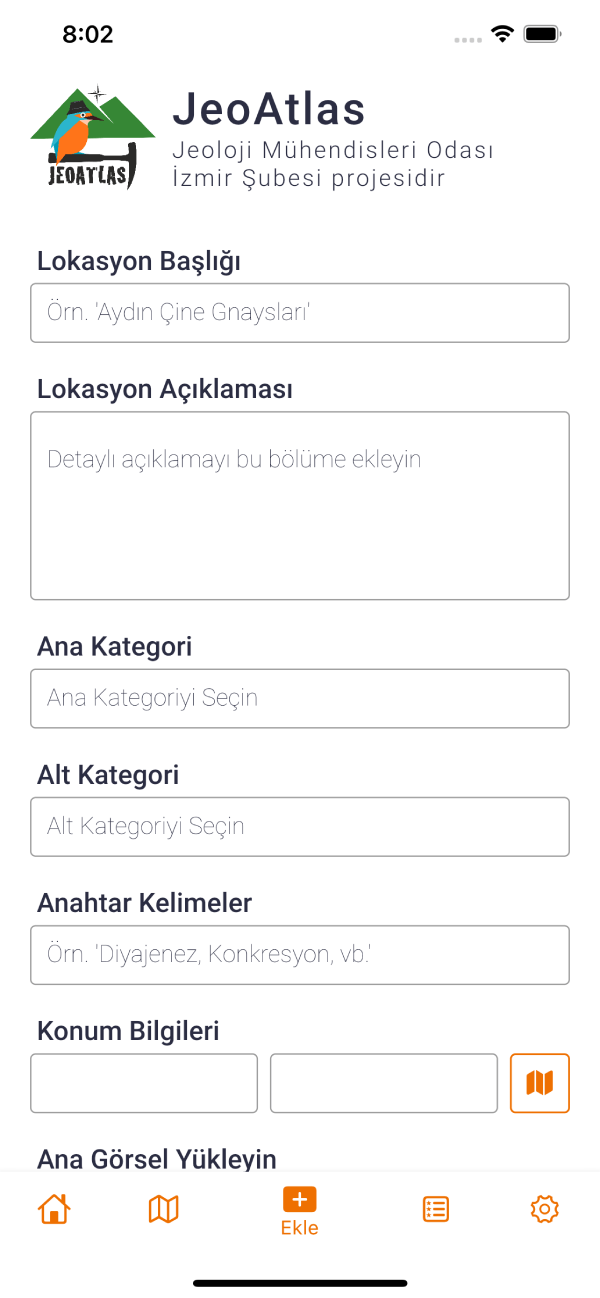 8:02
JeoAtlas
Jeoloji Mühendisleri Odası
İzmir Şubesi projesidir
JEOATLAS
Lokasyon Başlığı
Örn. 'Aydın Çine Gnaysları'
Lokasyon Açıklaması
Detaylı açıklamayı bu bölüme ekleyin
Ana Kategori
Ana Kategoriyi Seçin
Alt Kategori
Alt Kategoriyi Seçin
Anahtar Kelimeler
Örn. 'Diyajenez, Konkresyon, vb.'
Konum Bilgileri
Ana Görsel Yükleyin
Ekle